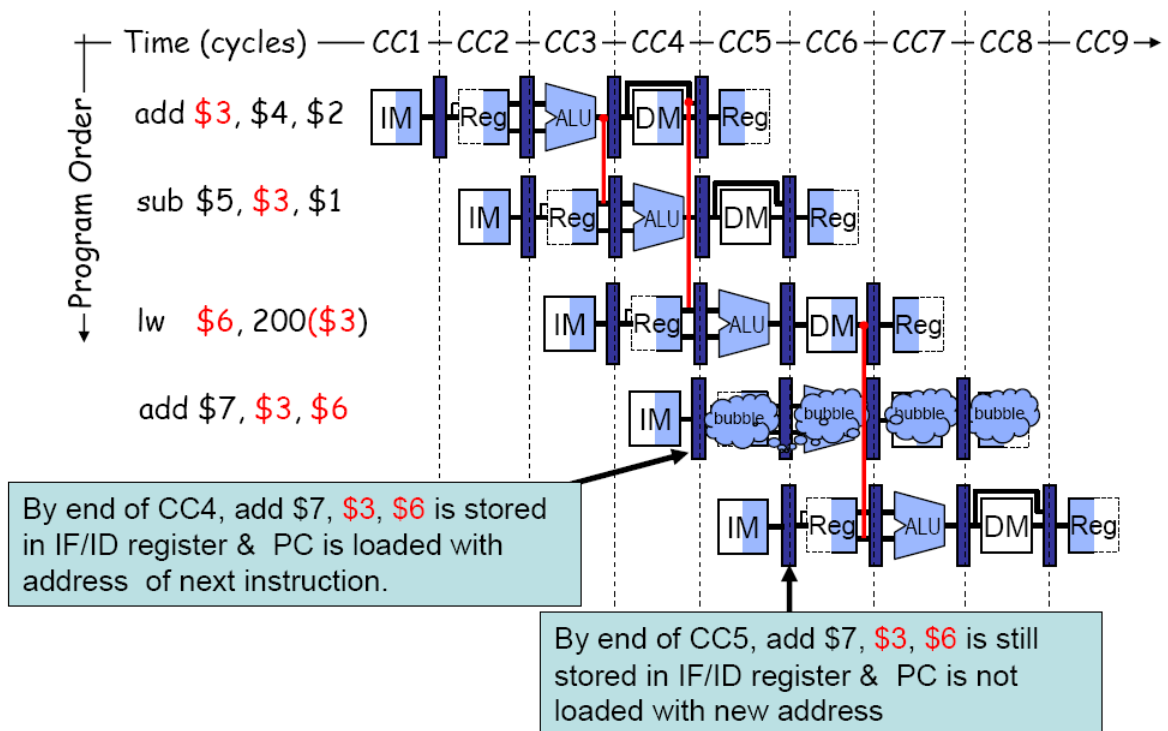 Time (cycles) CC1 CC2 CC3 CC4 CC5 CC6 CC7 CC8 CC9
Program Order
add $3, $4, $2
IM Reg ALU DM Reg
sub $5, $3, $1
IM Reg ALU DM Reg
lw $6, 200($3)
IM Reg ALU DM Reg
add $7, $3, $6
IM bubble bubble bubble bubble
IM Reg ALU DM Reg
By end of CC4, add $7, $3, $6 is stored
in IF/ID register & PC is loaded with
address of next instruction.
By end of CC5, add $7, $3, $6 is still
stored in IF/ID register & PC is not
loaded with new address